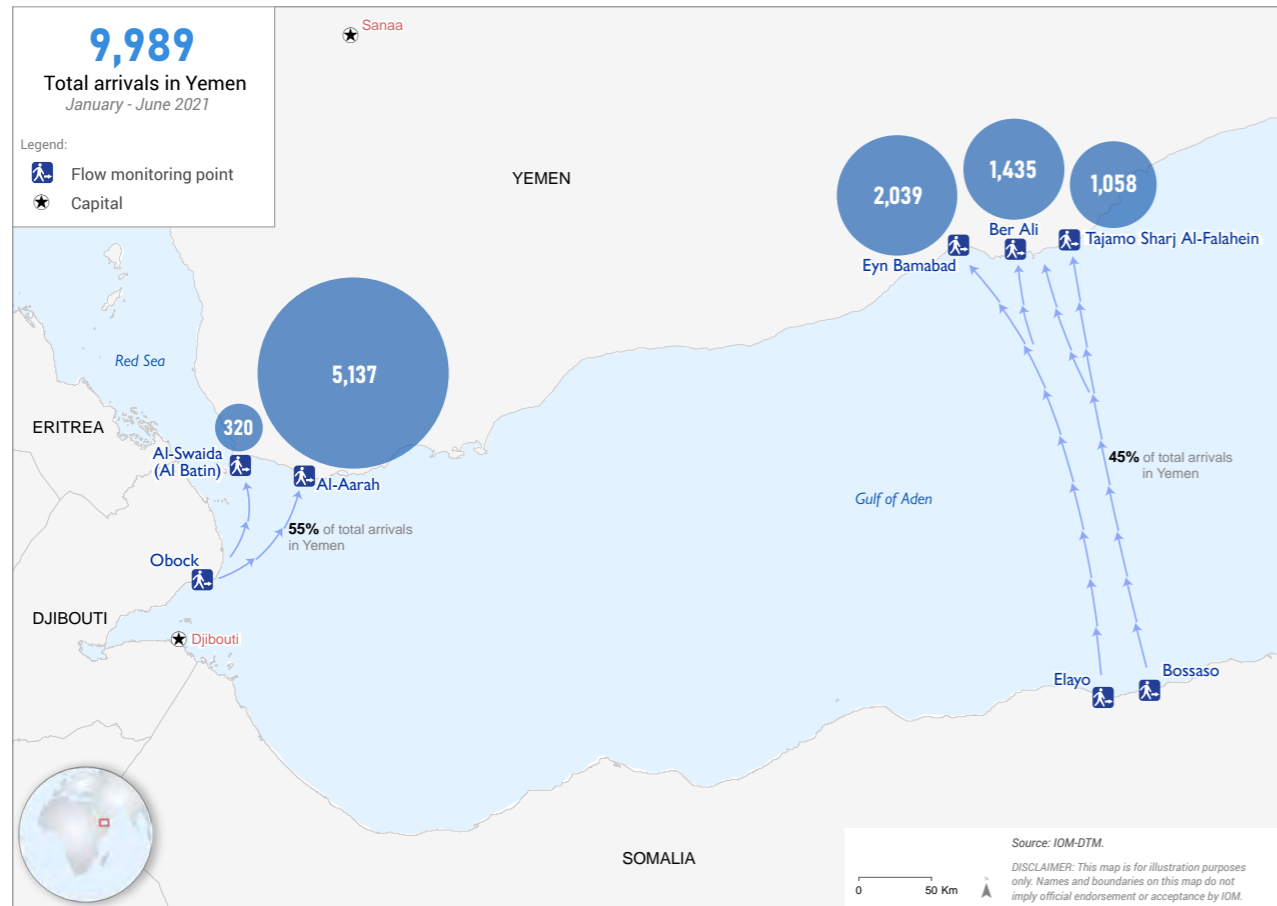 9,989
Total arrivals in Yemen
January - June 2021
Legend:
Flow monitoring point
Capital
Sanaa
YEMEN
2,039
1,435
1,058
Eyn Bamabad
Ber Ali
Tajamo Sharj Al-Falahein
Red Sea
5,137
320
ERITREA
Al-Swaida
(Al Batin)
Al-Aarah
45% of total arrivals
in Yemen
Gulf of Aden
55% of total arrivals
in Yemen
Obock
DJIBOUTI
Djibouti
Elayo
Bossaso
SOMALIA
0
50 Km
N
Source: IOM-DTM.
DISCLAIMER: This map is for illustration purposes
only. Names and boundaries on this map do not
imply official endorsement or acceptance by IOM.